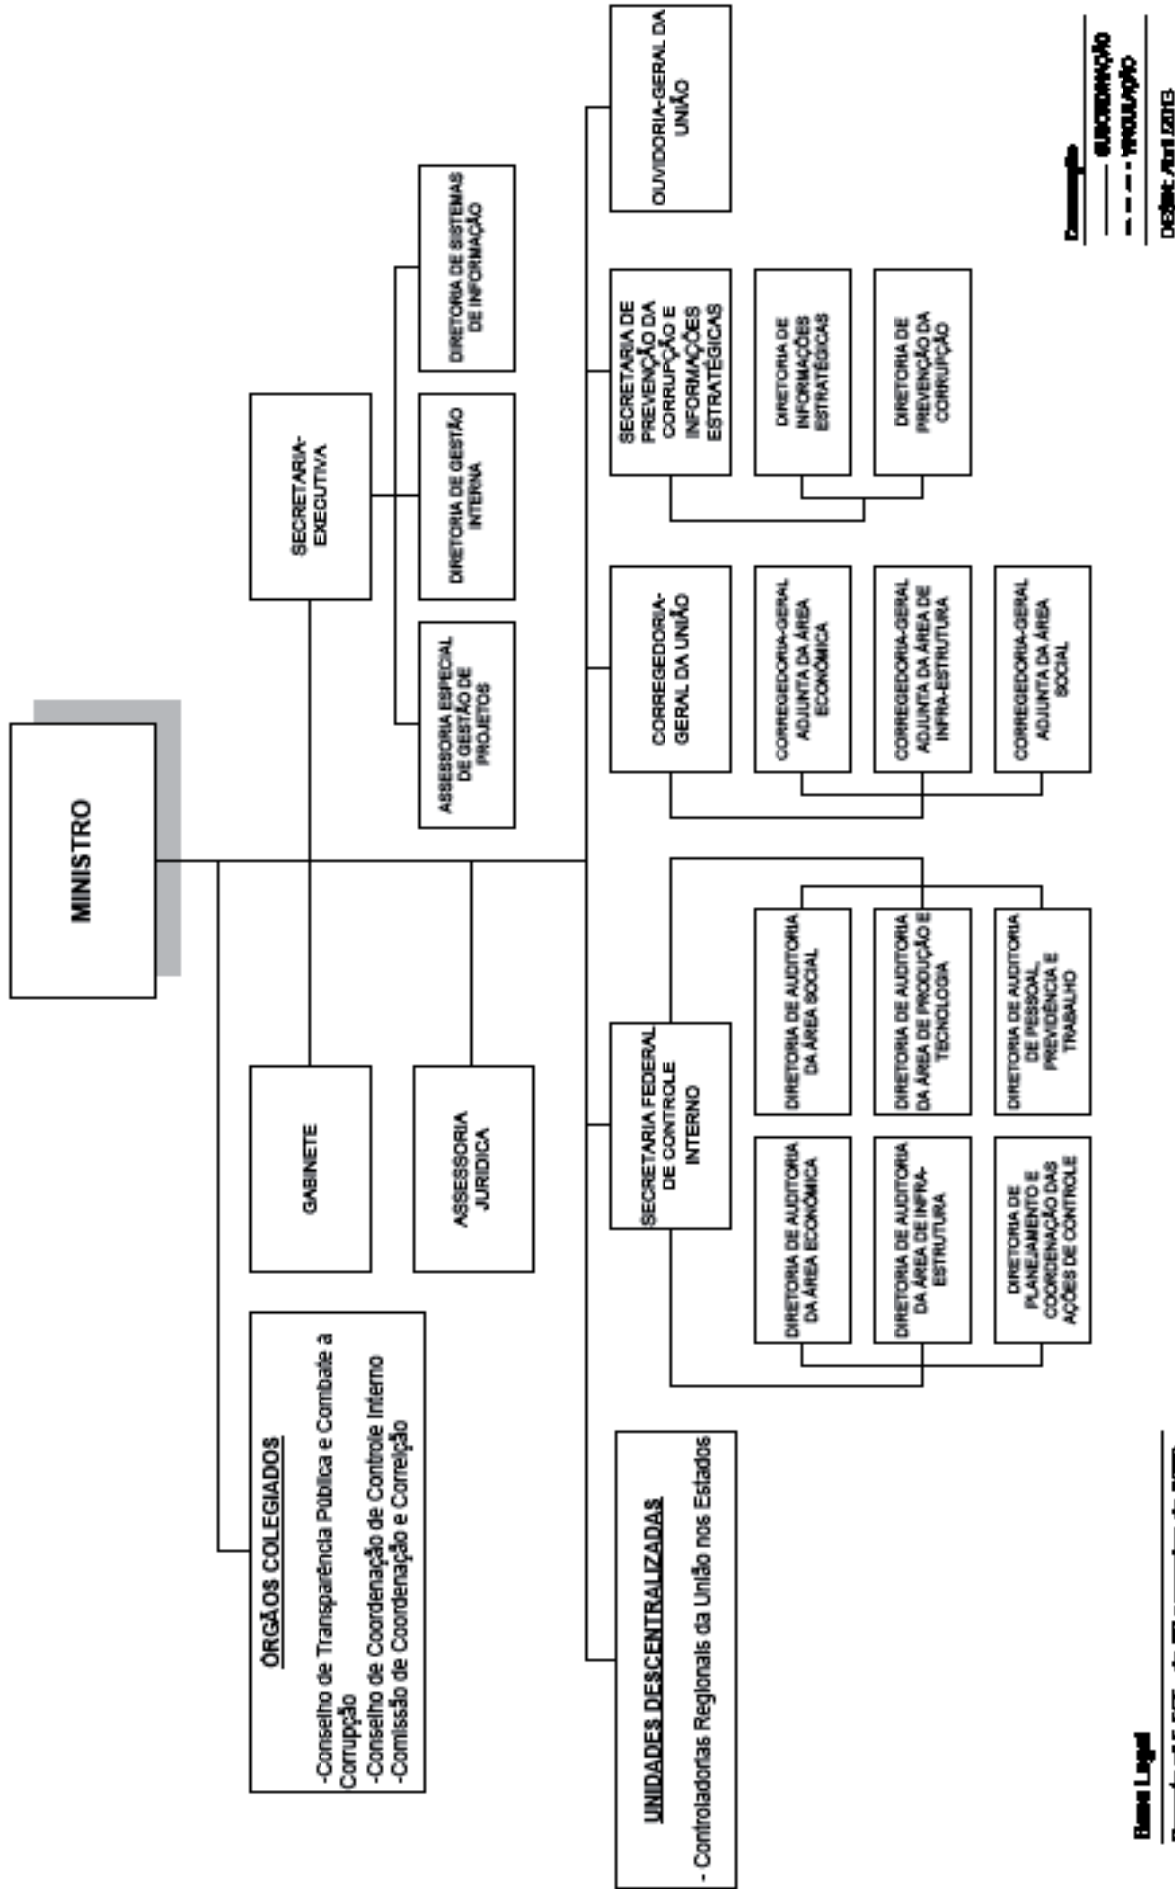 MINISTRO
ÓRGÃOS COLEGIADOS
-Conselho de Transparência Pública e Combate à
Corrupção
-Conselho de Coordenação de Controle Interno
-Comissão de Coordenação e Correição
GABINETE
SECRETARIA-
EXECUTIVA
ASSESSORIA
JURIDICA
ASSESSORIA ESPECIAL
DE GESTÃO DE
PROJETOS
DIRETORIA DE GESTÃO
INTERNA
DIRETORIA DE SISTEMAS
DE INFORMAÇÃO
UNIDADES DESCENTRALIZADAS
- Controladorias Regionais da União nos Estados
SECRETARIA FEDERAL
DE CONTROLE
INTERNO
DIRETORIA DE AUDITORIA
DA ÁREA ECONÔMICA
DIRETORIA DE AUDITORIA
DA ÁREA SOCIAL
DIRETORIA DE AUDITORIA
DA ÁREA DE INFRA-
ESTRUTURA
DIRETORIA DE AUDITORIA
DA ÁREA DE PRODUÇÃO E
TECNOLOGIA
DIRETORIA DE
PLANEJAMENTO E
COORDENAÇÃO DAS
AÇÕES DE CONTROLE
DIRETORIA DE AUDITORIA
DE PESSOAL,
PREVIDÊNCIA E
TRABALHO
CORREGEDORIA-
GERAL DA UNIÃO
CORREGEDORIA-GERAL
ADJUNTA DA ÁREA
ECONÔMICA
CORREGEDORIA-GERAL
ADJUNTA DA ÁREA DE
INFRA-ESTRUTURA
CORREGEDORIA-GERAL
ADJUNTA DA ÁREA
SOCIAL
SECRETARIA DE
PREVENÇÃO DA
CORRUPÇÃO E
INFORMAÇÕES
ESTRATÉGICAS
DIRETORIA DE
INFORMAÇÕES
ESTRATÉGICAS
DIRETORIA DE
PREVENÇÃO DA
CORRUPÇÃO
OUVIDORIA-GERAL DA
UNIÃO
Base Legal
SUBORDINAÇÃO
VINCULAÇÃO